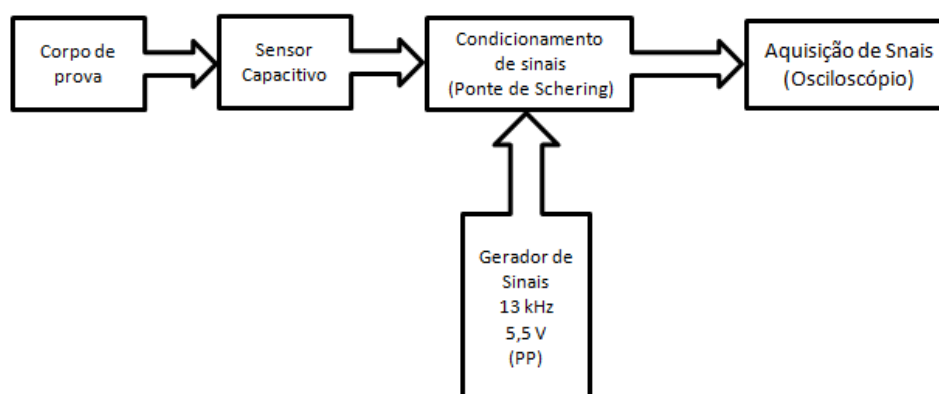 Corpo de
prova
Sensor
Capacitivo
Condicionamento
de sinais
(Ponte de Schering)
Aquisição de Snais
(Osciloscópio)
Gerador de
Sinais
13 kHz
5,5 V
(PP)